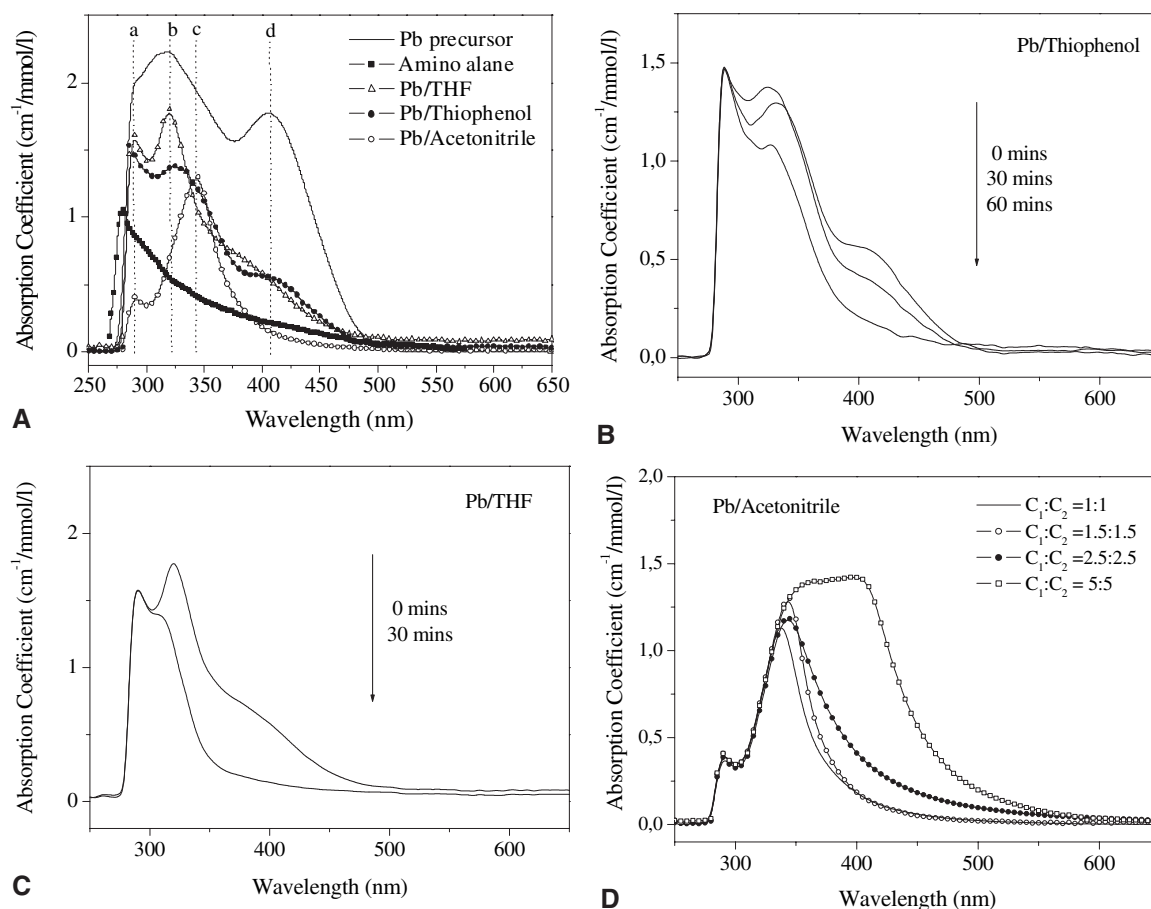 a b c d
Pb precursor
Amino alane
Pb/THF
Pb/Thiophenol
Pb/Acetonitrile
Absorption Coefficient (cm⁻¹/mmol/l)
2
1
0
250 300 350 400 450 500 550 600 650
Wavelength (nm)
A
Pb/Thiophenol
0 mins
30 mins
60 mins
Absorption Coefficient (cm⁻¹/mmol/l)
1,5
1,0
0,5
0,0
300 400 500 600
Wavelength (nm)
B
Pb/THF
0 mins
30 mins
Absorption Coefficient (cm⁻¹/mmol/l)
2
1
0
300 400 500 600
Wavelength (nm)
C
Pb/Acetonitrile
C₁:C₂ =1:1
C₁:C₂ =1.5:1.5
C₁:C₂ =2.5:2.5
C₁:C₂ = 5:5
Absorption Coefficient (cm⁻¹/mmol/l)
2,0
1,5
1,0
0,5
0,0
300 400 500 600
Wavelength (nm)
D